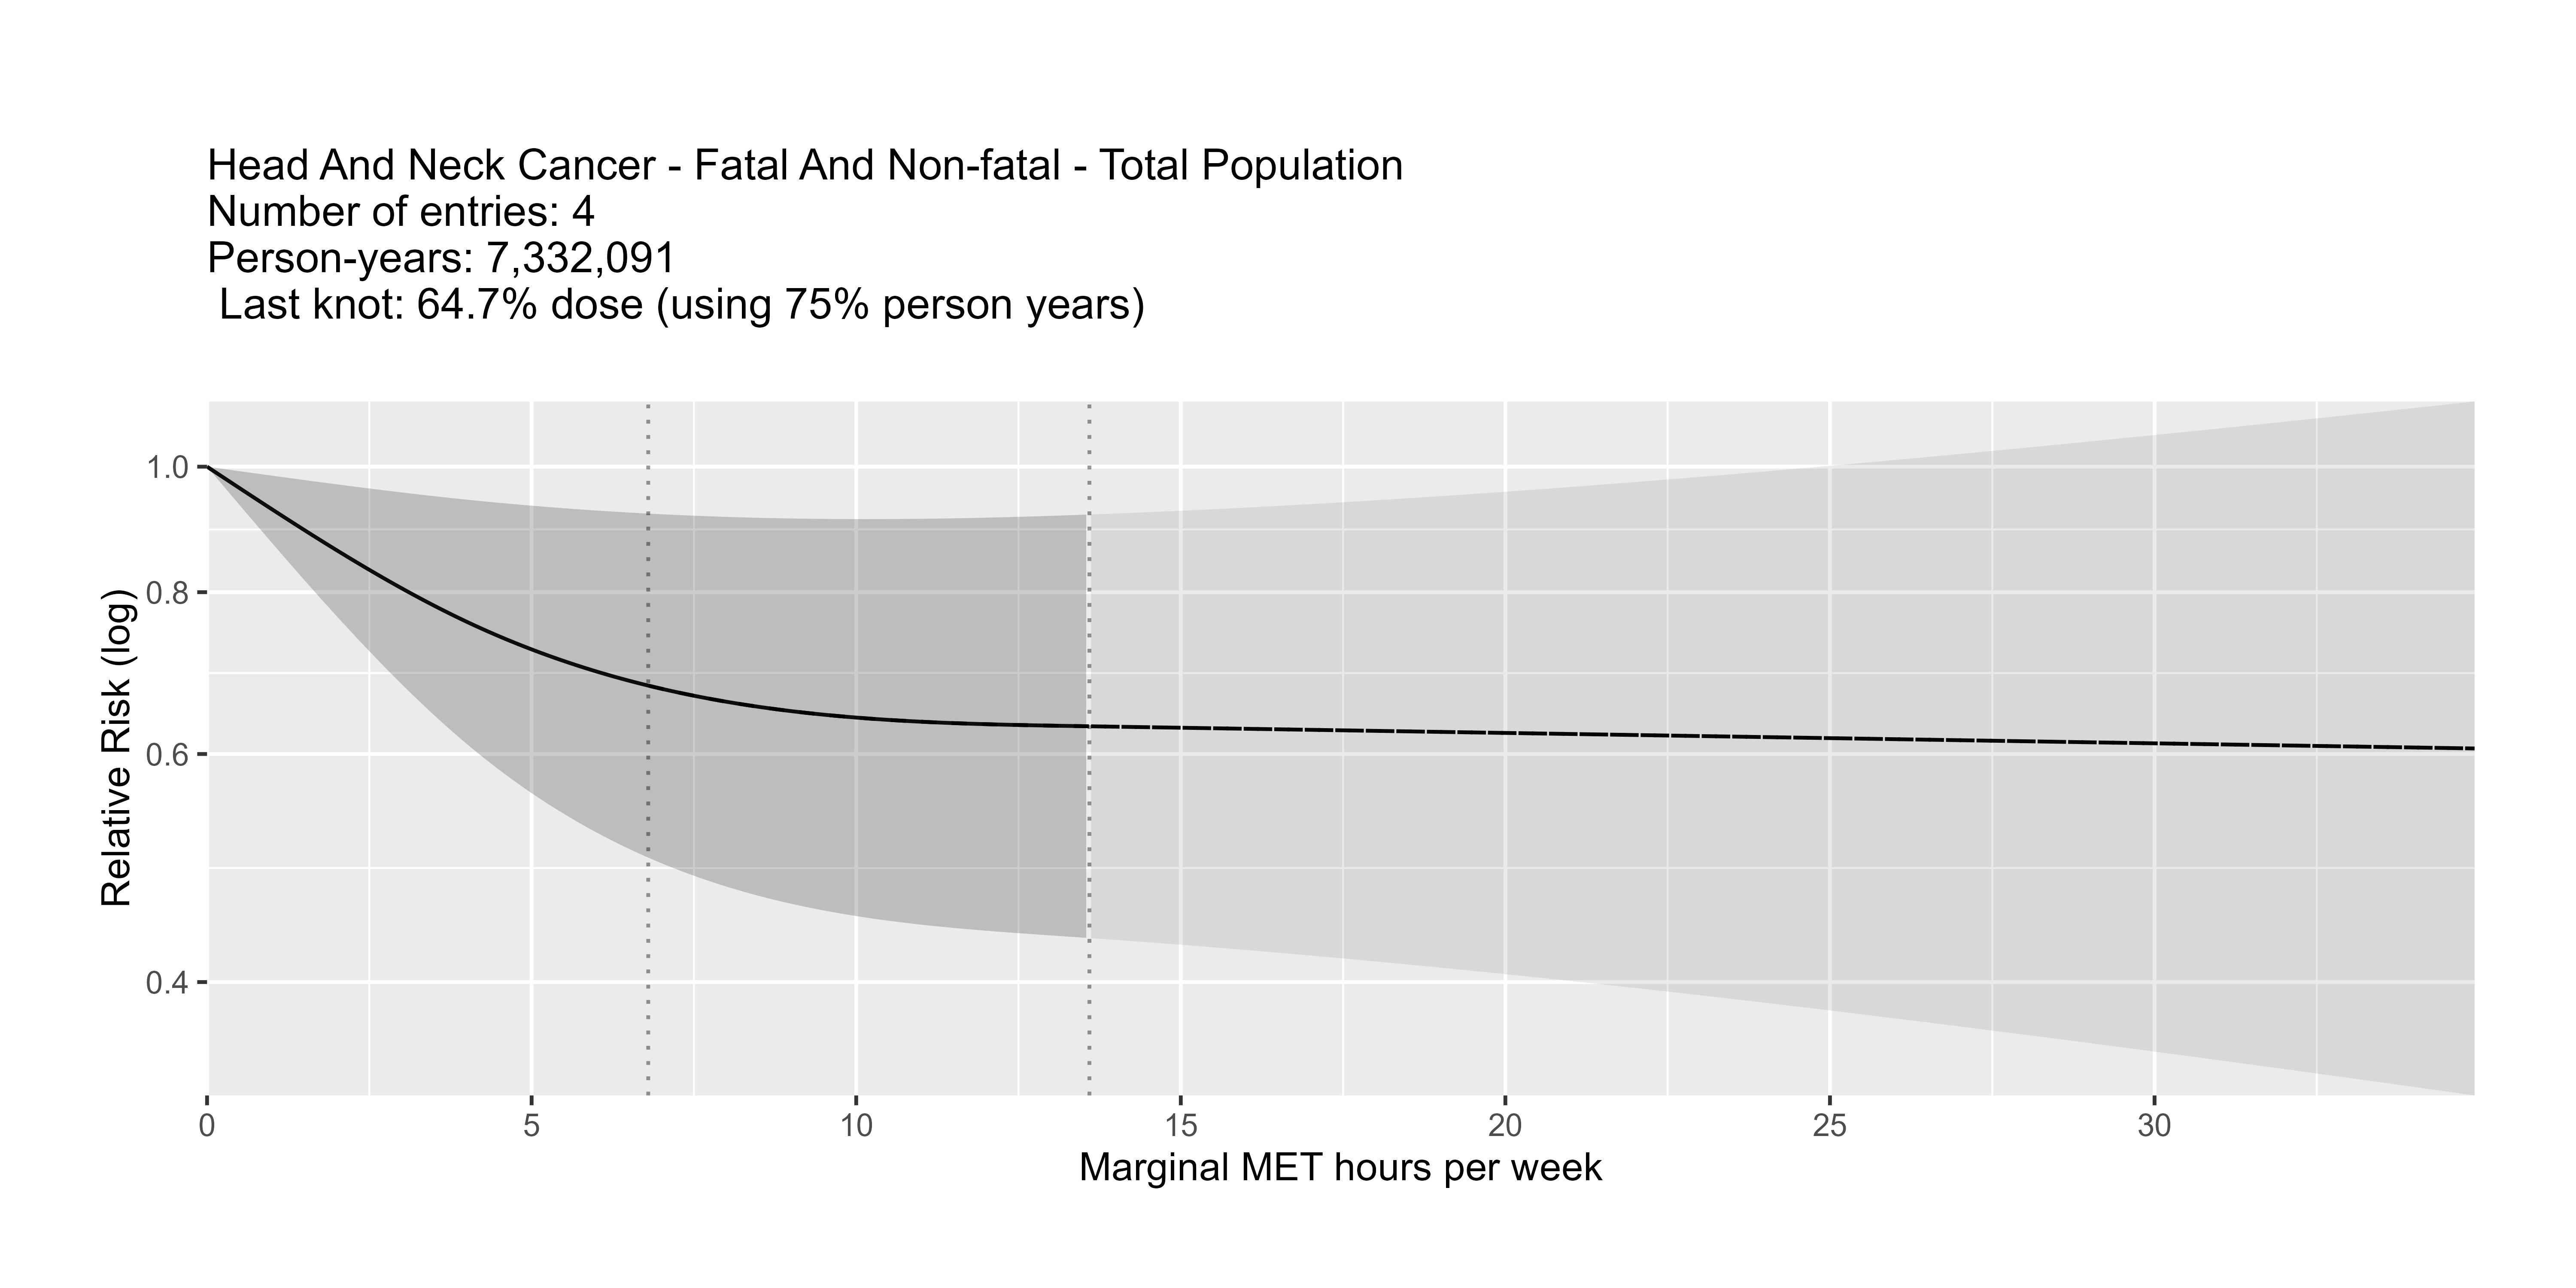 Head And Neck Cancer - Fatal And Non-fatal - Total Population
Number of entries: 4
Person-years: 7,332,091
Last knot: 64.7% dose (using 75% person years)
Relative Risk (log)
1.0
0.8
0.6
0.4
0 5 10 15 20 25 30
Marginal MET hours per week